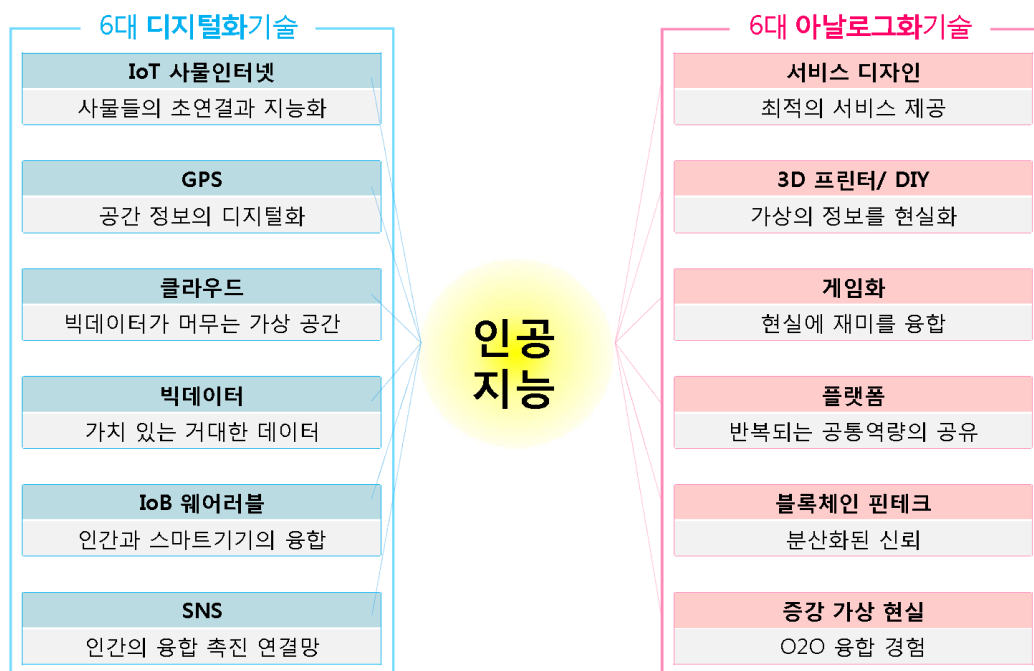 6대 디지털화기술
IoT 사물인터넷
사물들의 초연결과 지능화
GPS
공간 정보의 디지털화
클라우드
빅데이터가 머무는 가상 공간
빅데이터
가치 있는 거대한 데이터
IoB 웨어러블
인간과 스마트기기의 융합
SNS
인간의 융합 촉진 연결망
인공
지능
6대 아날로그화기술
서비스 디자인
최적의 서비스 제공
3D 프린터/ DIY
가상의 정보를 현실화
게임화
현실에 재미를 융합
플랫폼
반복되는 공통역량의 공유
블록체인 핀테크
분산화된 신뢰
증강 가상 현실
O2O 융합 경험